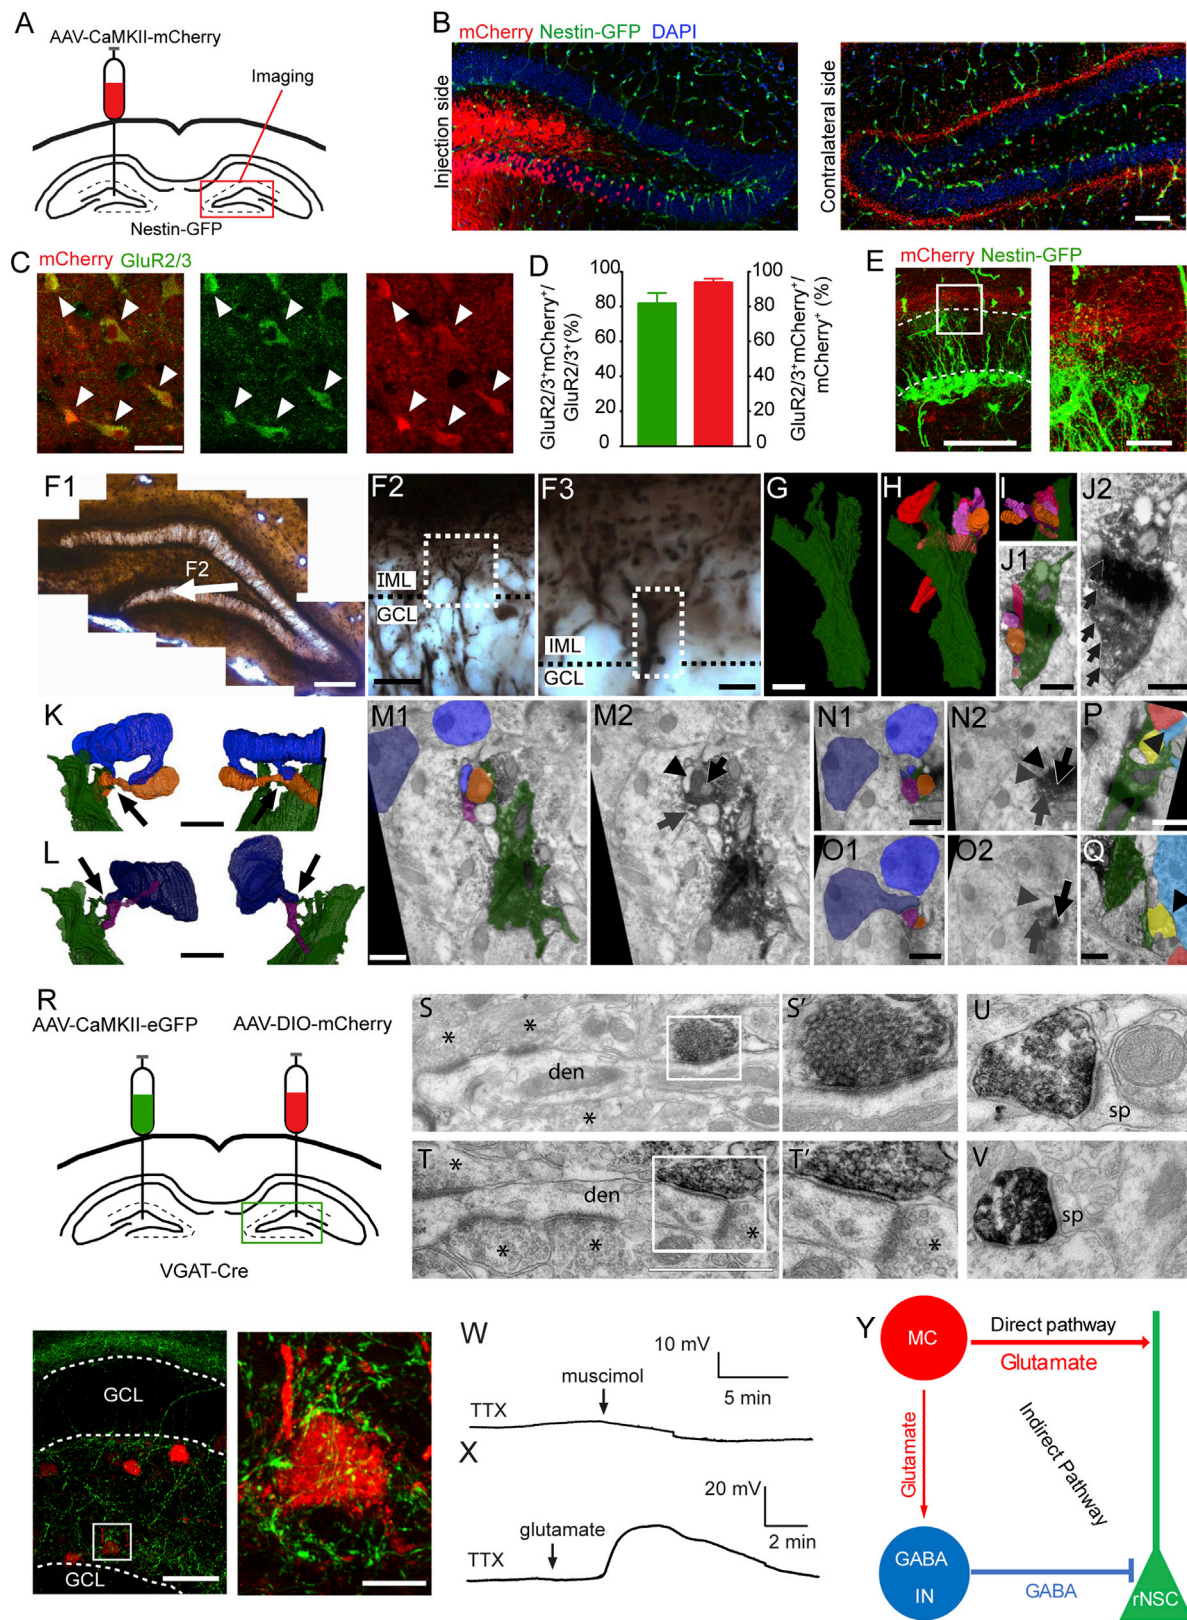 A
AAV-CaMKII-mCherry
Imaging
Nestin-GFP
B
mCherry Nestin-GFP DAPI
Injection side
Contralateral side
C
mCherry GluR2/3
D
100
80
60
40
20
0
GluR2/3⁺mCherry⁺/
GluR2/3⁺(%)
100
80
60
40
20
0
GluR2/3⁺mCherry⁺/
mCherry⁺ (%)
E
mCherry Nestin-GFP
F1
F2
F2
IML
GCL
F3
IML
GCL
G
H
I
J1
J2
K
L
M1
M2
N1
N2
O1
O2
P
Q
R
AAV-CaMKII-eGFP
AAV-DIO-mCherry
VGAT-Cre
S
*
*
den
*
S'
U
sp
T
*
den
*
*
*
T'
*
V
sp
GCL
GCL
W
10 mV
5 min
muscimol
TTX
X
20 mV
2 min
glutamate
TTX
Y
MC
Direct pathway
Glutamate
Glutamate
Indirect Pathway
GABA
IN
GABA
rNSC